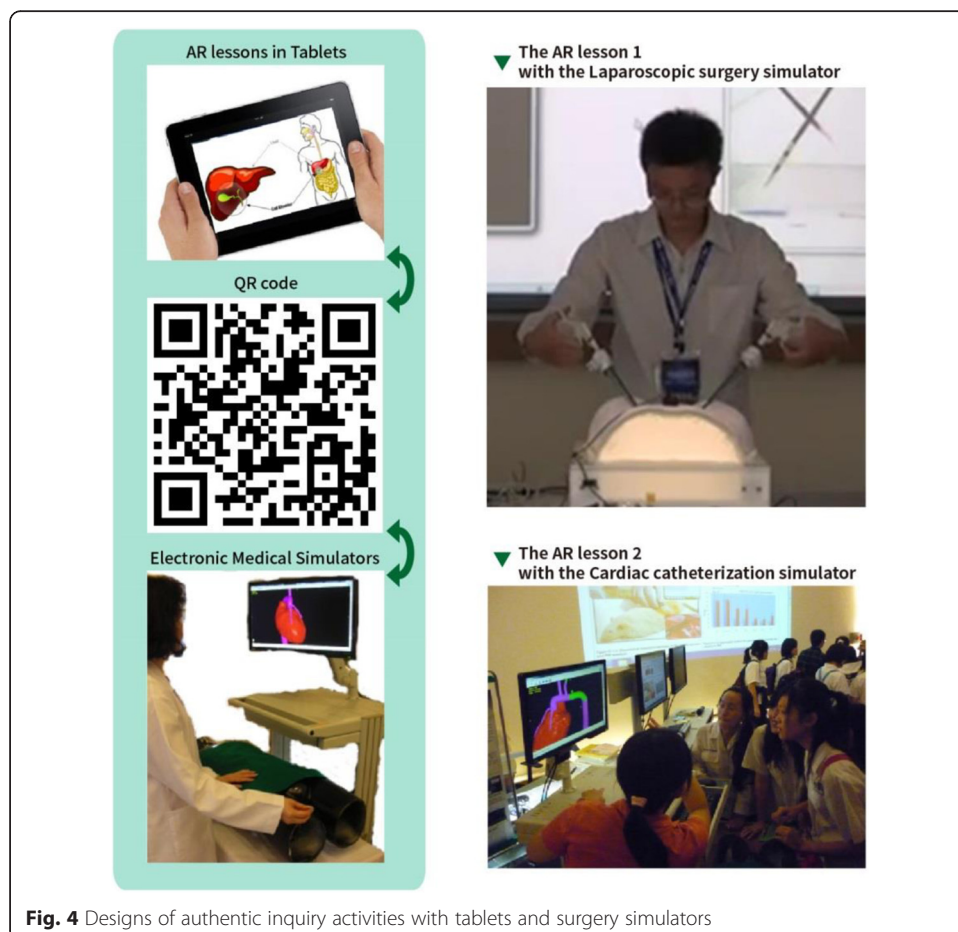 AR lessons in Tablets
QR code
Electronic Medical Simulators
The AR lesson 1
with the Laparoscopic surgery simulator
The AR lesson 2
with the Cardiac catheterization simulator
Fig. 4 Designs of authentic inquiry activities with tablets and surgery simulators